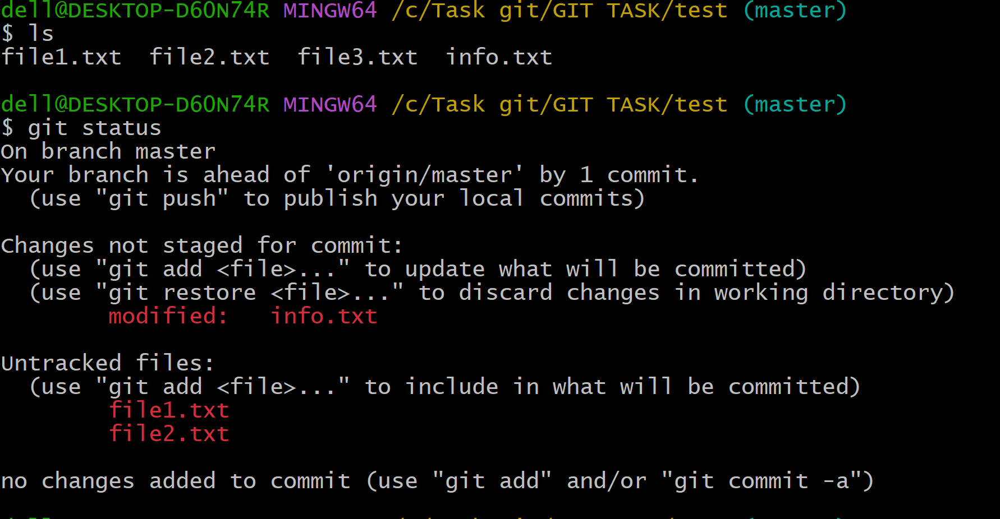 dell@DESKTOP-D6ON74R MINGW64 /c/Task git/GIT TASK/test (master)
$ ls
file1.txt  file2.txt  file3.txt  info.txt

dell@DESKTOP-D6ON74R MINGW64 /c/Task git/GIT TASK/test (master)
$ git status
On branch master
Your branch is ahead of 'origin/master' by 1 commit.
  (use "git push" to publish your local commits)

Changes not staged for commit:
  (use "git add <file>..." to update what will be committed)
  (use "git restore <file>..." to discard changes in working directory)
        modified:   info.txt

Untracked files:
  (use "git add <file>..." to include in what will be committed)
        file1.txt
        file2.txt

no changes added to commit (use "git add" and/or "git commit -a")